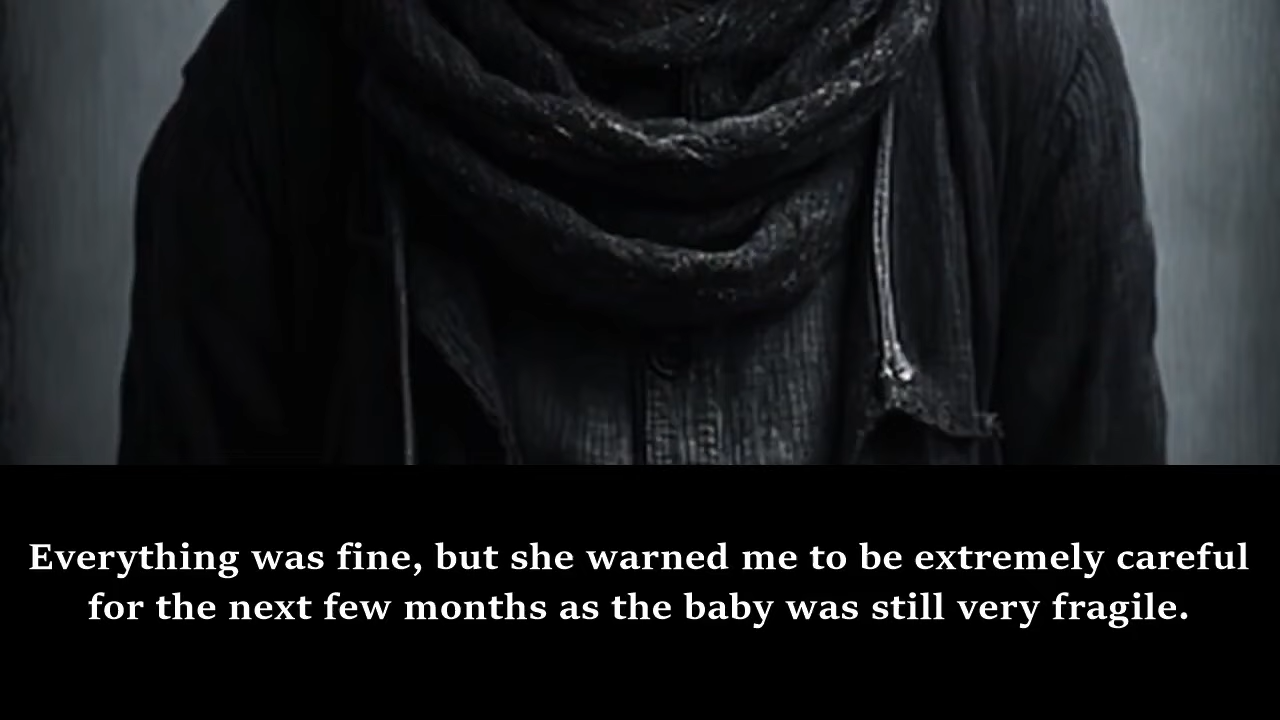 Everything was fine, but she warned me to be extremely careful
for the next few months as the baby was still very fragile.